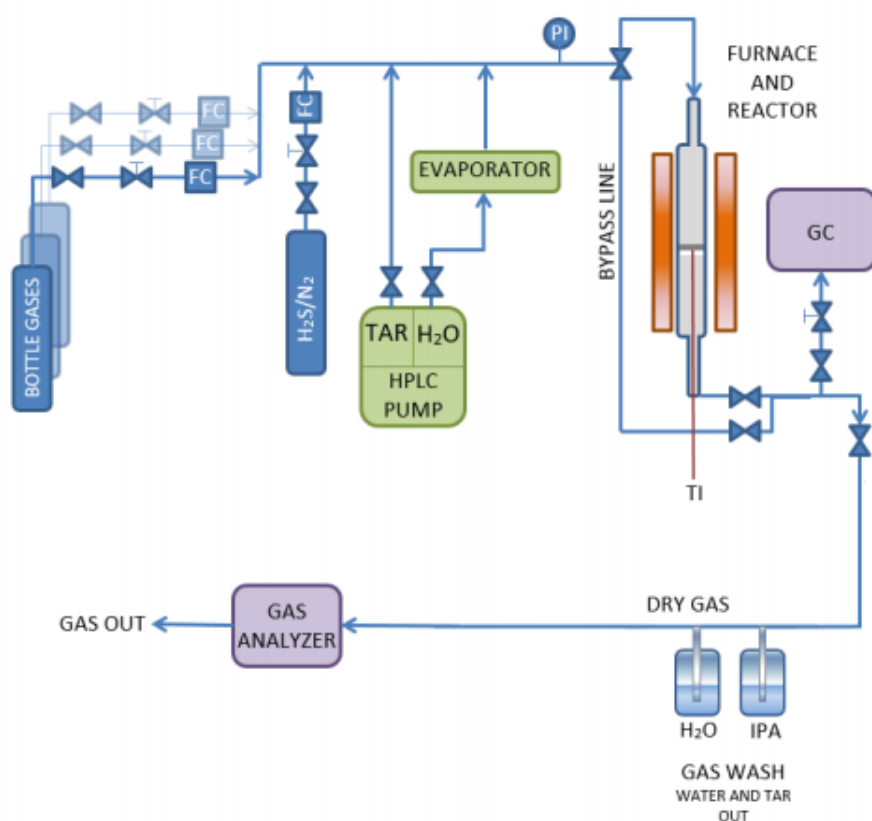 PI
FURNACE
AND
REACTOR
FC
FC
FC
FC
EVAPORATOR
BYPASS LINE
GC
BOTTLE GASES
H₂S/N₂
TAR
H₂O
HPLC
PUMP
TI
DRY GAS
GAS OUT
GAS
ANALYZER
H₂O
IPA
GAS WASH
WATER AND TAR
OUT